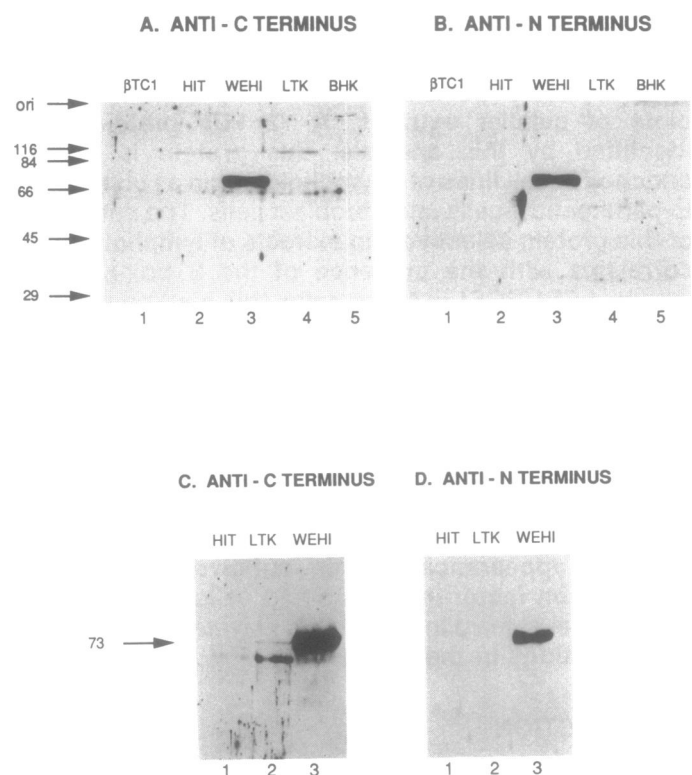 A. ANTI - C TERMINUS
B. ANTI - N TERMINUS
βTC1 HIT WEHI LTK BHK
βTC1 HIT WEHI LTK BHK
ori
116
84
66
45
29
1 2 3 4 5
1 2 3 4 5
C. ANTI - C TERMINUS
D. ANTI - N TERMINUS
HIT LTK WEHI
HIT LTK WEHI
73
1 2 3
1 2 3